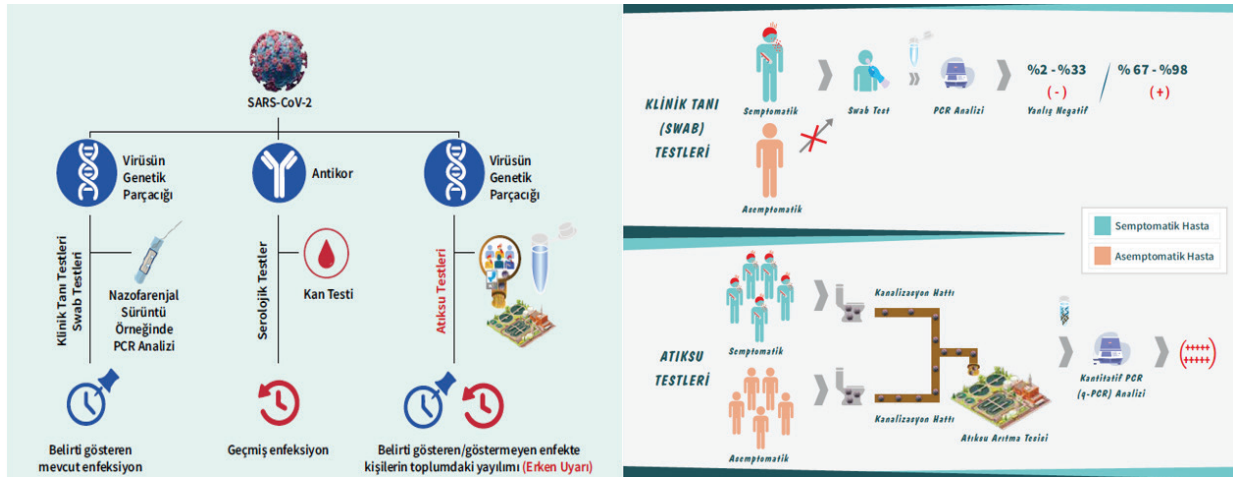 SARS-CoV-2
Virüsün
Genetik
Parçacığı
Antikor
Virüsün
Genetik
Parçacığı
Klinik Tanı Testleri
Swab Testleri
Nazofarenjal
Sürüntü
Örneğinde
PCR Analizi
Serolojik Testler
Kan Testi
Atıksu Testleri
Belirti gösteren
mevcut enfeksiyon
Geçmiş enfeksiyon
Belirti gösteren/göstermeyen enfekte
kişilerin toplumdaki yayılımı (Erken Uyarı)
KLİNİK TANI
(SWAB)
TESTLERİ
Semptomatik
Asemptomatik
Swab Test
PCR Analizi
%2 - %33
(-)
Yanlış Negatif
/
% 67 - %98
(+)
Semptomatik Hasta
Asemptomatik Hasta
ATIKSU
TESTLERİ
Semptomatik
Asemptomatik
Kanalizasyon Hattı
Kanalizasyon Hattı
Atıksu Arıtma Tesisi
Kantitatif PCR
(q-PCR) Analizi
(+++++
+++++)